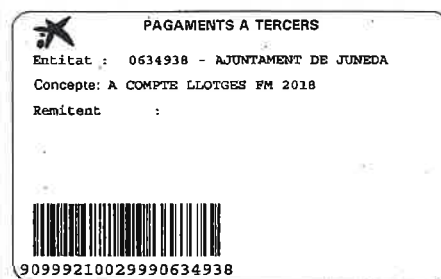 PAGAMENTS A TERCERS
Entitat : 0634938 - AJUNTAMENT DE JUNEDA
Concepte: A COMPTE LLOTGES FM 2018
Remitent :
90999210029990634938